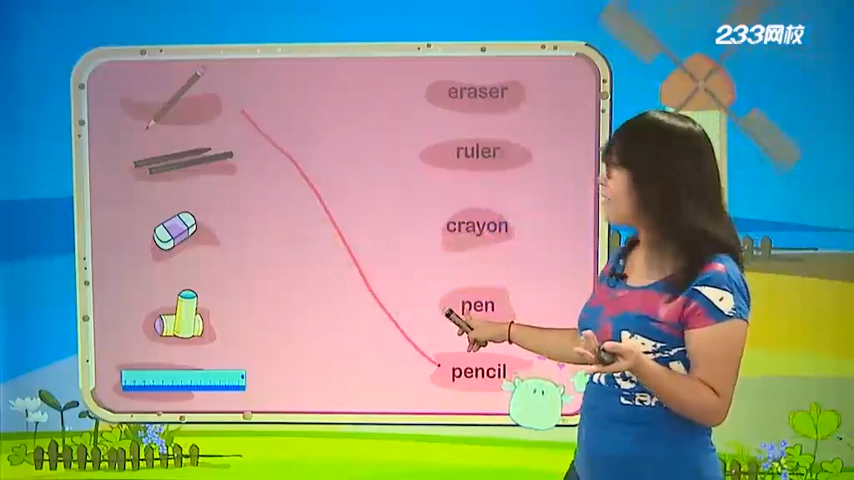 233网校
eraser
ruler
crayon
pen
pencil